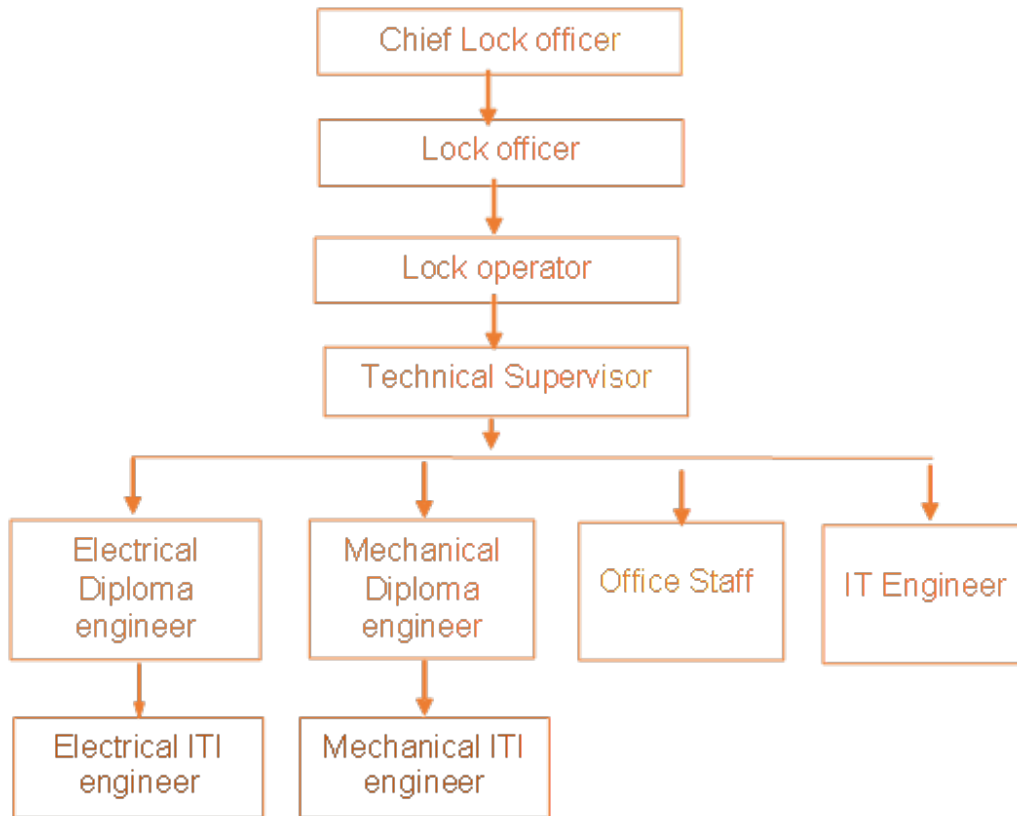 Chief Lock officer
Lock officer
Lock operator
Technical Supervisor
Electrical
Diploma
engineer
Mechanical
Diploma
engineer
Office Staff
IT Engineer
Electrical ITI
engineer
Mechanical ITI
engineer